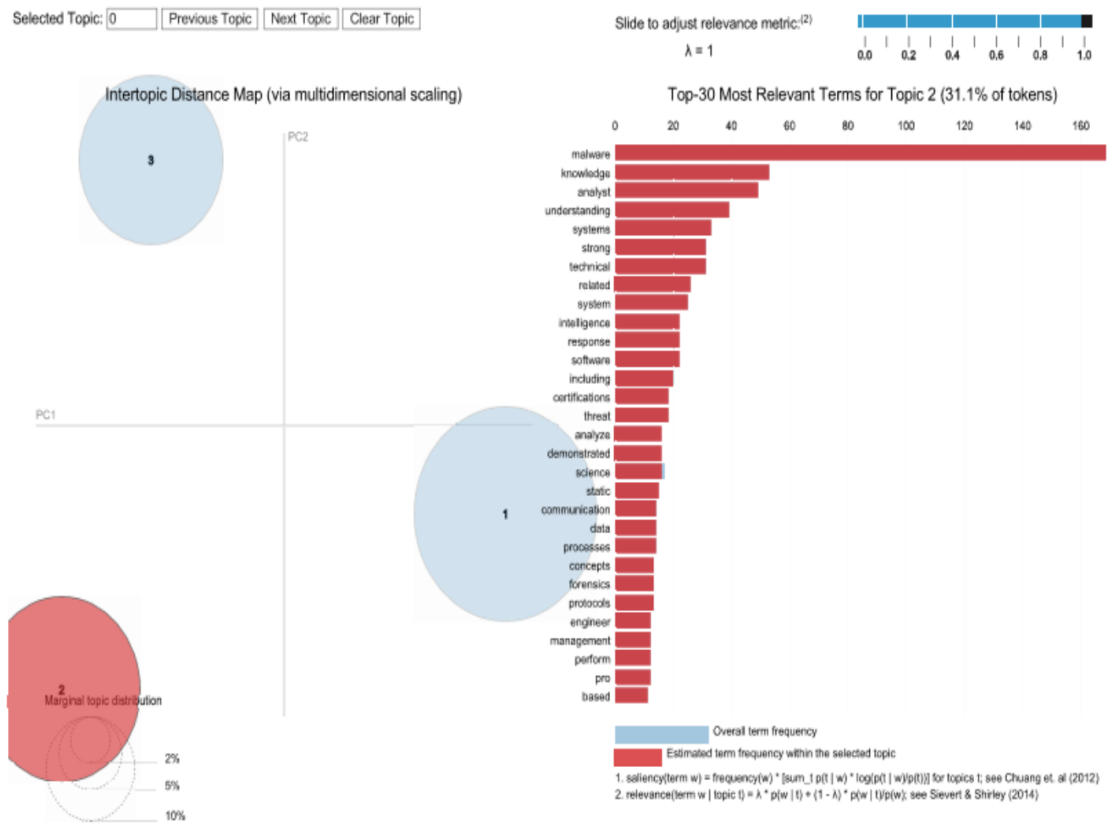 Selected Topic: 0 Previous Topic Next Topic Clear Topic
Slide to adjust relevance metric:(2)
λ = 1
0.0 0.2 0.4 0.6 0.8 1.0
Intertopic Distance Map (via multidimensional scaling)
PC2
PC1
3
1
2
Marginal topic distribution
2%
5%
10%
Top-30 Most Relevant Terms for Topic 2 (31.1% of tokens)
0 20 40 60 80 100 120 140 160
malware
knowledge
analyst
understanding
systems
strong
technical
related
system
intelligence
response
software
including
certifications
threat
analyze
demonstrated
science
static
communication
data
processes
concepts
forensics
protocols
engineer
management
perform
pro
based
Overall term frequency
Estimated term frequency within the selected topic
1. saliency(term w) = frequency(w) * [sum_t p(t | w) * log(p(t | w)/p(t))] for topics t; see Chuang et. al (2012)
2. relevance(term w | topic t) = λ * p(w | t) + (1 - λ) * p(w | t)/p(w); see Sievert & Shirley (2014)